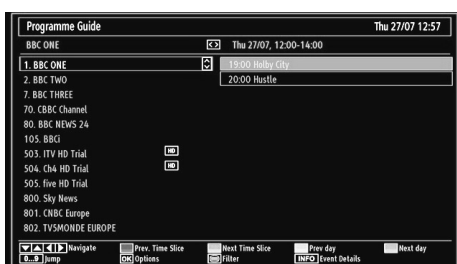 Programme Guide Thu 27/07 12:57
BBC ONE <> Thu 27/07, 12:00-14:00
1. BBC ONE 19:00 Holby City
2. BBC TWO 20:00 Hustle
7. BBC THREE
70. CBBC Channel
80. BBC NEWS 24
105. BBCi
503. ITV HD Trial HD
504. Ch4 HD Trial HD
505. five HD Trial
800. Sky News
801. CNBC Europe
802. TV5MONDE EUROPE
Navigate Prev. Time Slice Next Time Slice Prev day Next day
0...9 Jump OK Options Filter INFO Event Details